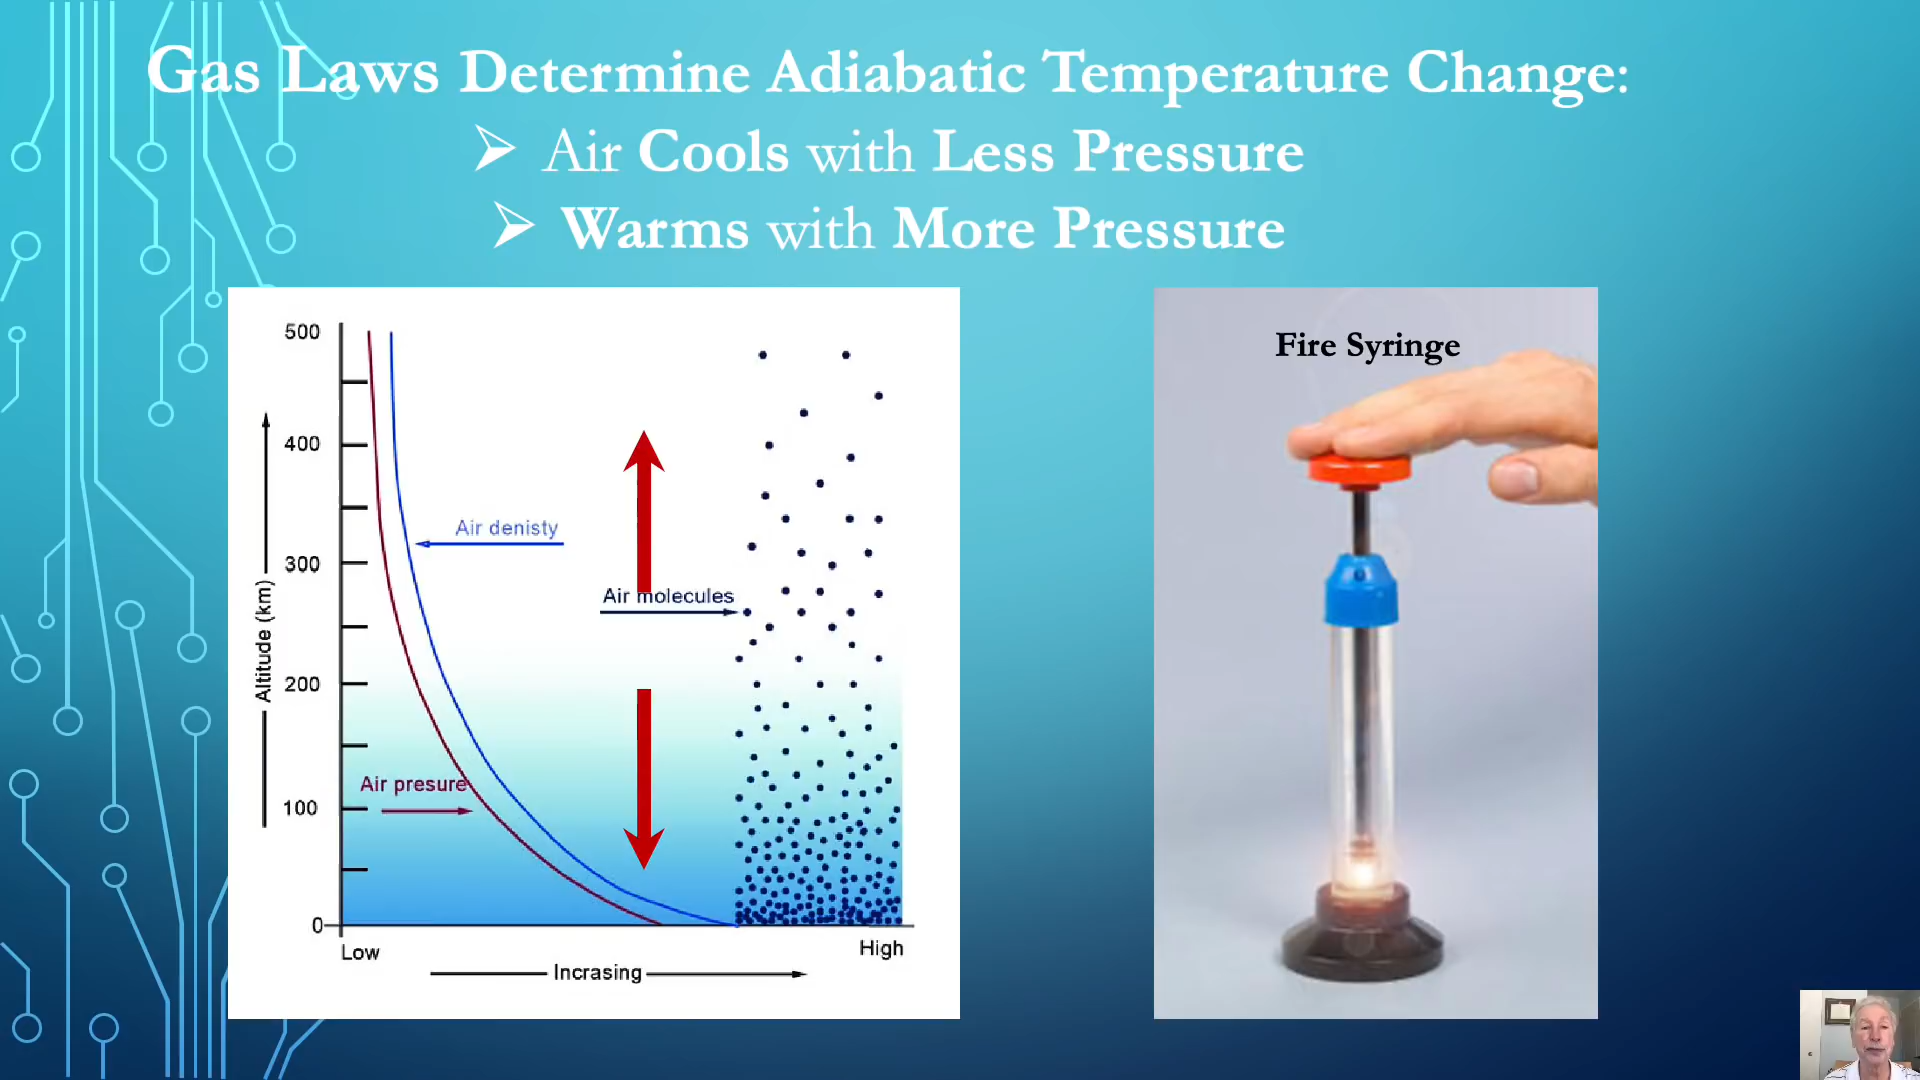 Gas Laws Determine Adiabatic Temperature Change:
➢ Air Cools with Less Pressure
➢ Warms with More Pressure
500
400
300
200
100
0
Altitude (km)
Air denisty
Air molecules
Air presure
Low
High
Incrasing
Fire Syringe